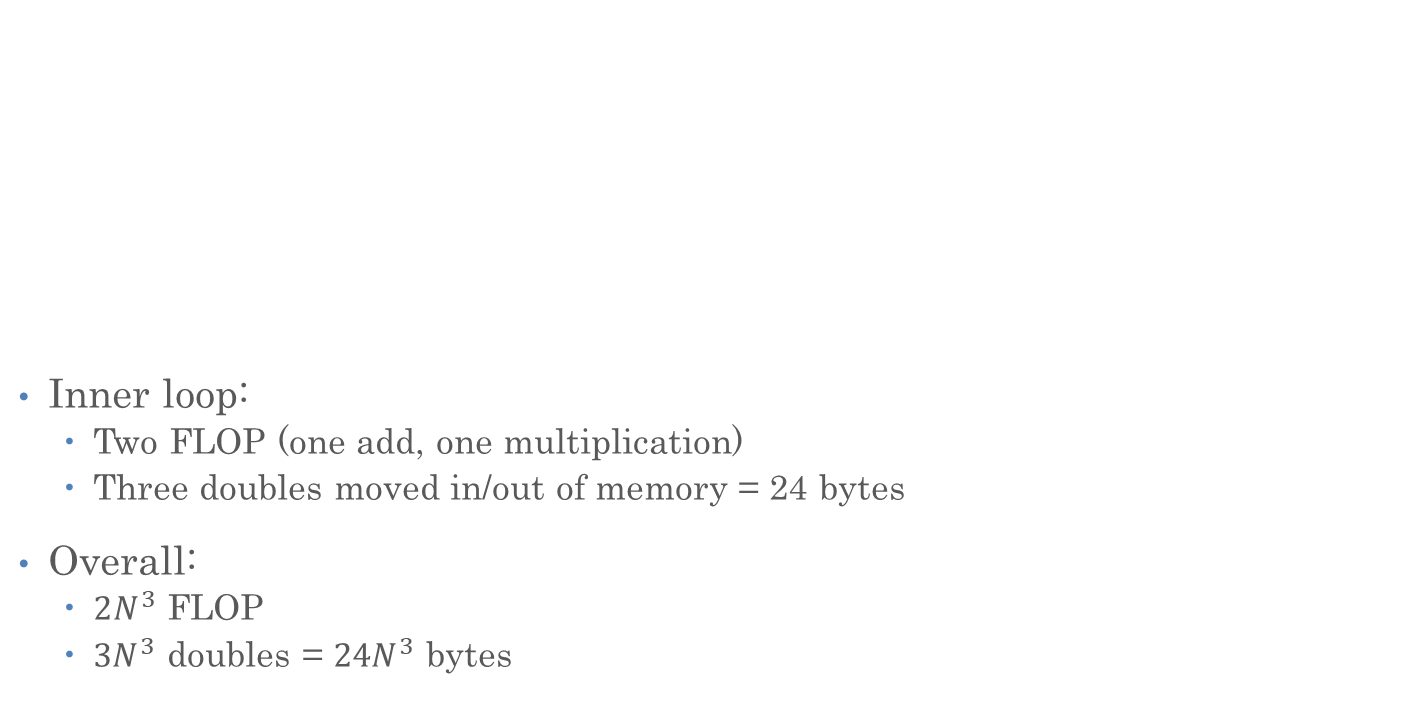 • Inner loop:
• Two FLOP (one add, one multiplication)
• Three doubles moved in/out of memory = 24 bytes
• Overall:
• 2N³ FLOP
• 3N³ doubles = 24N³ bytes